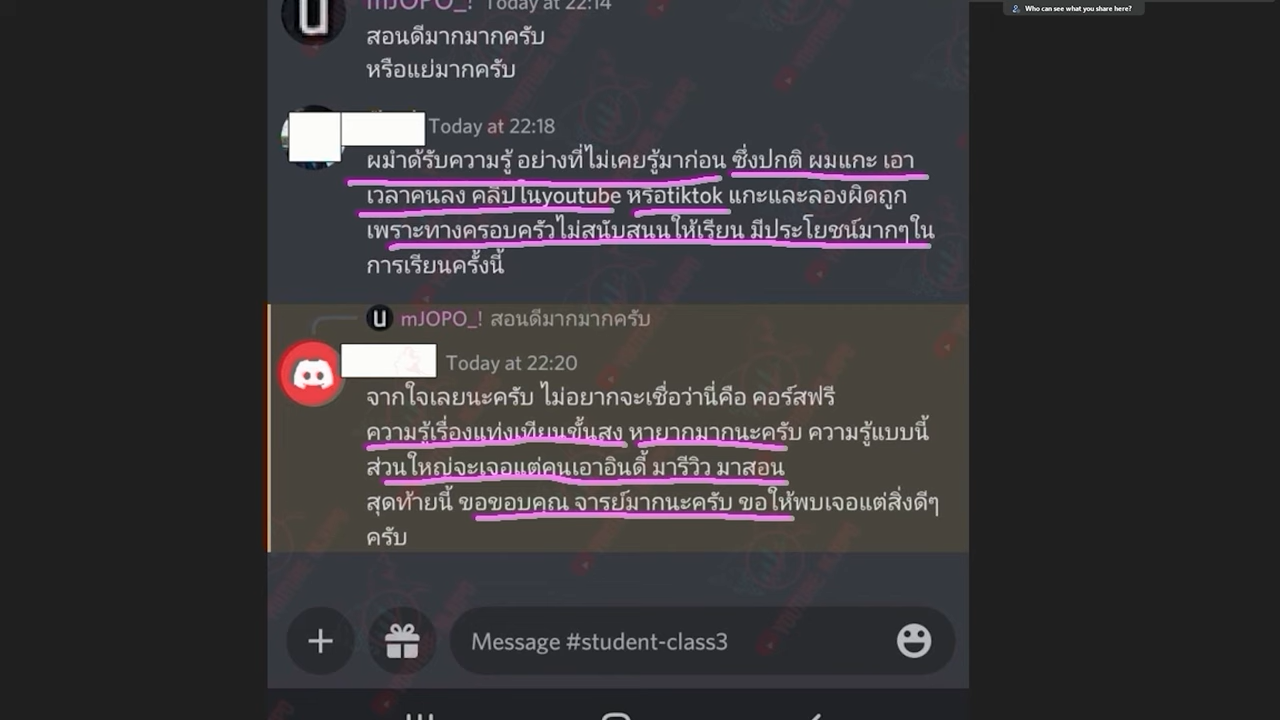 Who can see what you share here?
mJOPO_! Today at 22:14
สอนดีมากมากครับ
หรือแย่มากครับ
Today at 22:18
ผมำด้รับความรู้ อย่างที่ไม่เคยรู้มาก่อน ซึ่งปกติ ผมแกะ เอา
เวลาคนลง คลิปในyoutube หรือtiktok แกะและลองผิดถูก
เพราะทางครอบครัวไม่สนับสนนให้เรียน มีประโยชน์มากๆใน
การเรียนครั้งนี้
mJOPO_! สอนดีมากมากครับ
Today at 22:20
จากใจเลยนะครับ ไม่อยากจะเชื่อว่านี่คือ คอร์สฟรี
ความรู้เรื่องแท่งเทียนขั้นสูง หายากมากนะครับ ความรู้แบบนี้
ส่วนใหญ่จะเจอแต่คนเอาอินดี้ มารีวิว มาสอน
สุดท้ายนี้ ขอขอบคุณ จารย์มากนะครับ ขอให้พบเจอแต่สิ่งดีๆ
ครับ
Message #student-class3